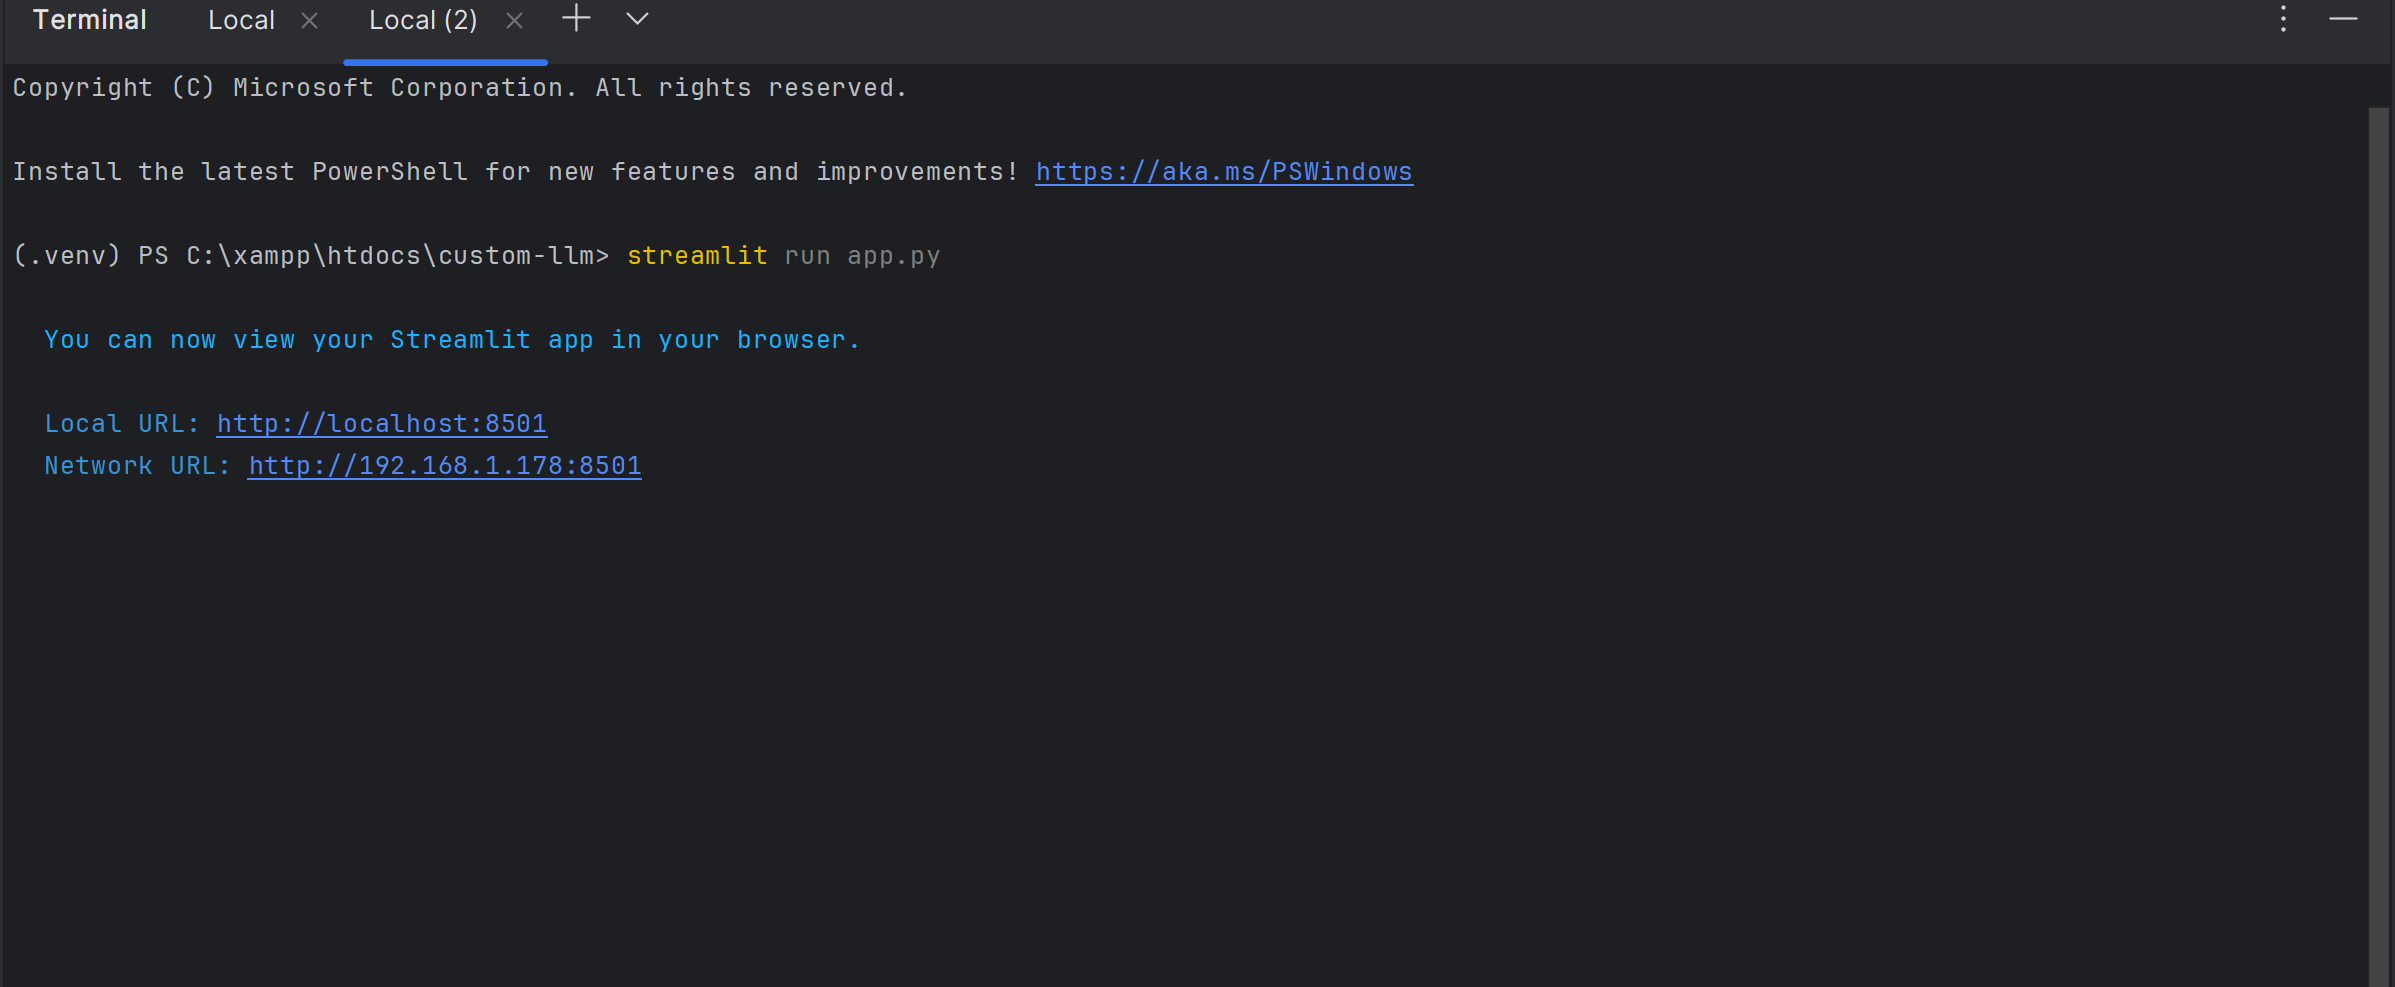 Terminal Local Local (2)
Copyright (C) Microsoft Corporation. All rights reserved.
Install the latest PowerShell for new features and improvements! https://aka.ms/PSWindows
(.venv) PS C:\xampp\htdocs\custom-llm> streamlit run app.py
You can now view your Streamlit app in your browser.
Local URL: http://localhost:8501
Network URL: http://192.168.1.178:8501